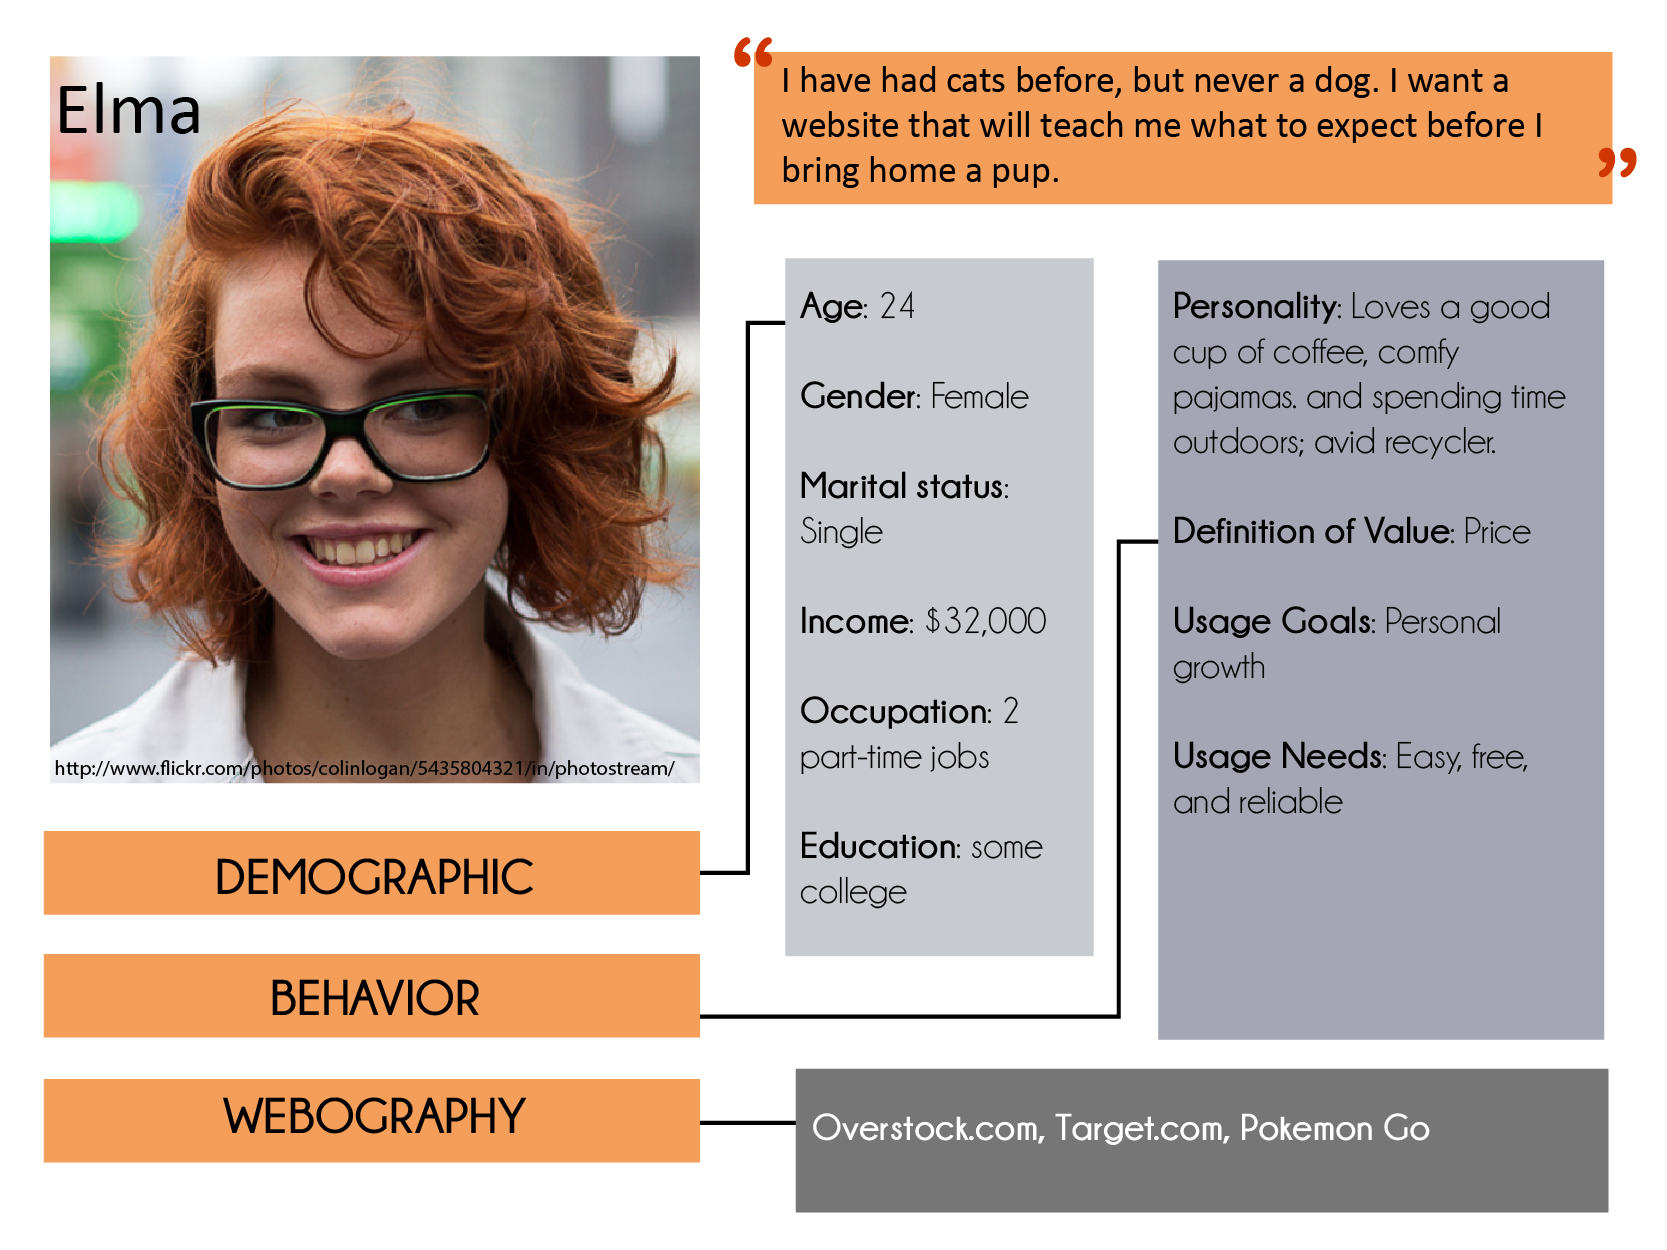 Elma
“
I have had cats before, but never a dog. I want a
website that will teach me what to expect before I
bring home a pup.
”
http://www.flickr.com/photos/colinlogan/5435804321/in/photostream/
DEMOGRAPHIC
Age: 24
Gender: Female
Marital status:
Single
Income: $32,000
Occupation: 2
part-time jobs
Education: some
college
BEHAVIOR
Personality: Loves a good
cup of coffee, comfy
pajamas. and spending time
outdoors; avid recycler.
Definition of Value: Price
Usage Goals: Personal
growth
Usage Needs: Easy, free,
and reliable
WEBOGRAPHY
Overstock.com, Target.com, Pokemon Go